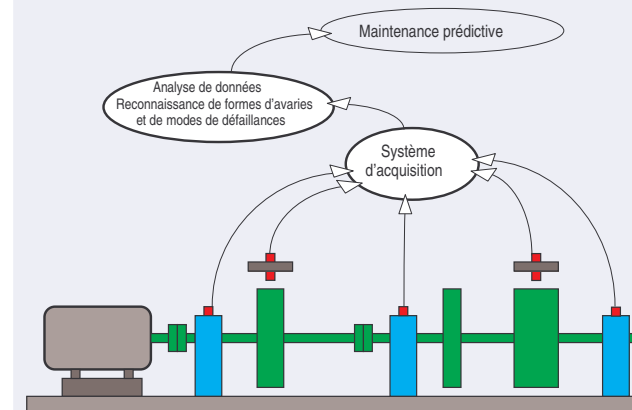 Maintenance prédictive
Analyse de données
Reconnaissance de formes d'avaries
et de modes de défaillances
Système
d'acquisition